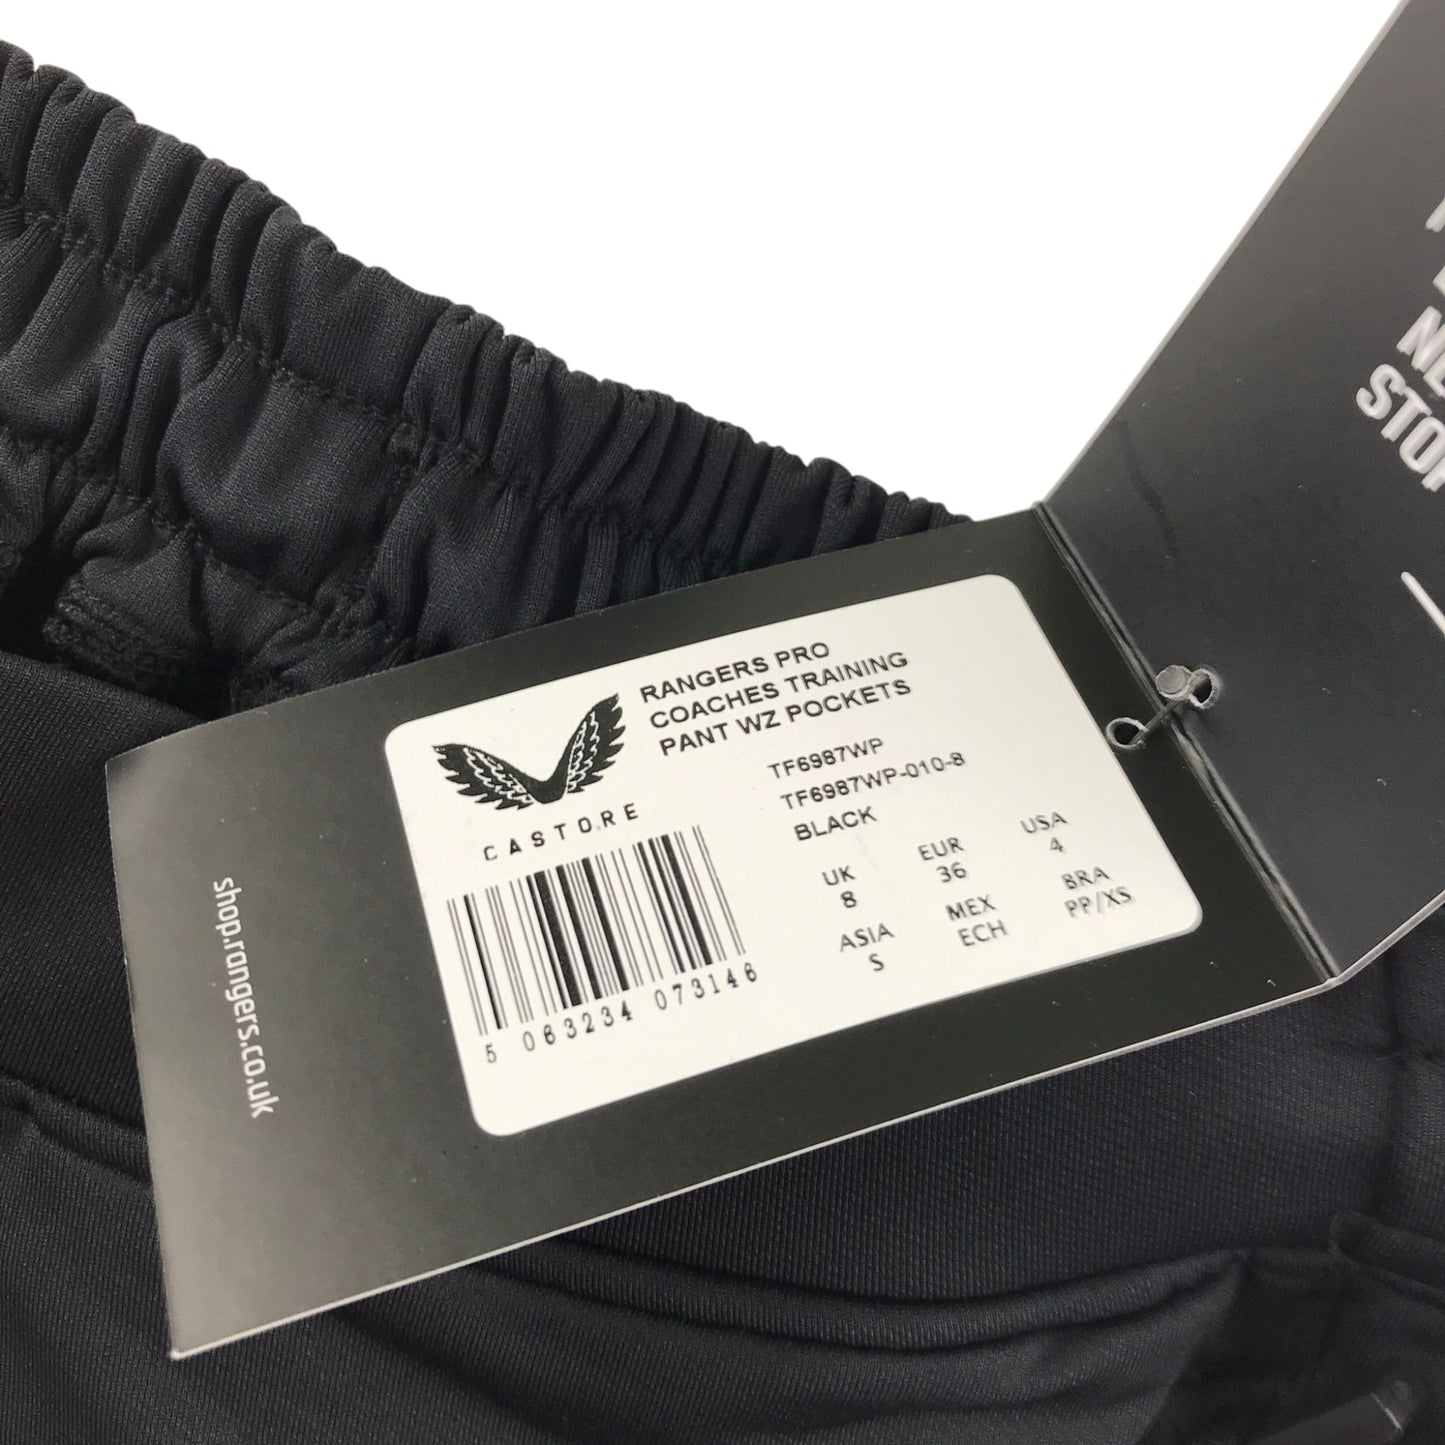 RANGERS PRO
COACHES TRAINING
PANT WZ POCKETS
CASTORE
TF6987WP
TF6987WP-010-8
BLACK
UK EUR USA
8 36 4
ASIA MEX BRA
S ECH PP/XS
5 063234 073146
shop.rangers.co.uk